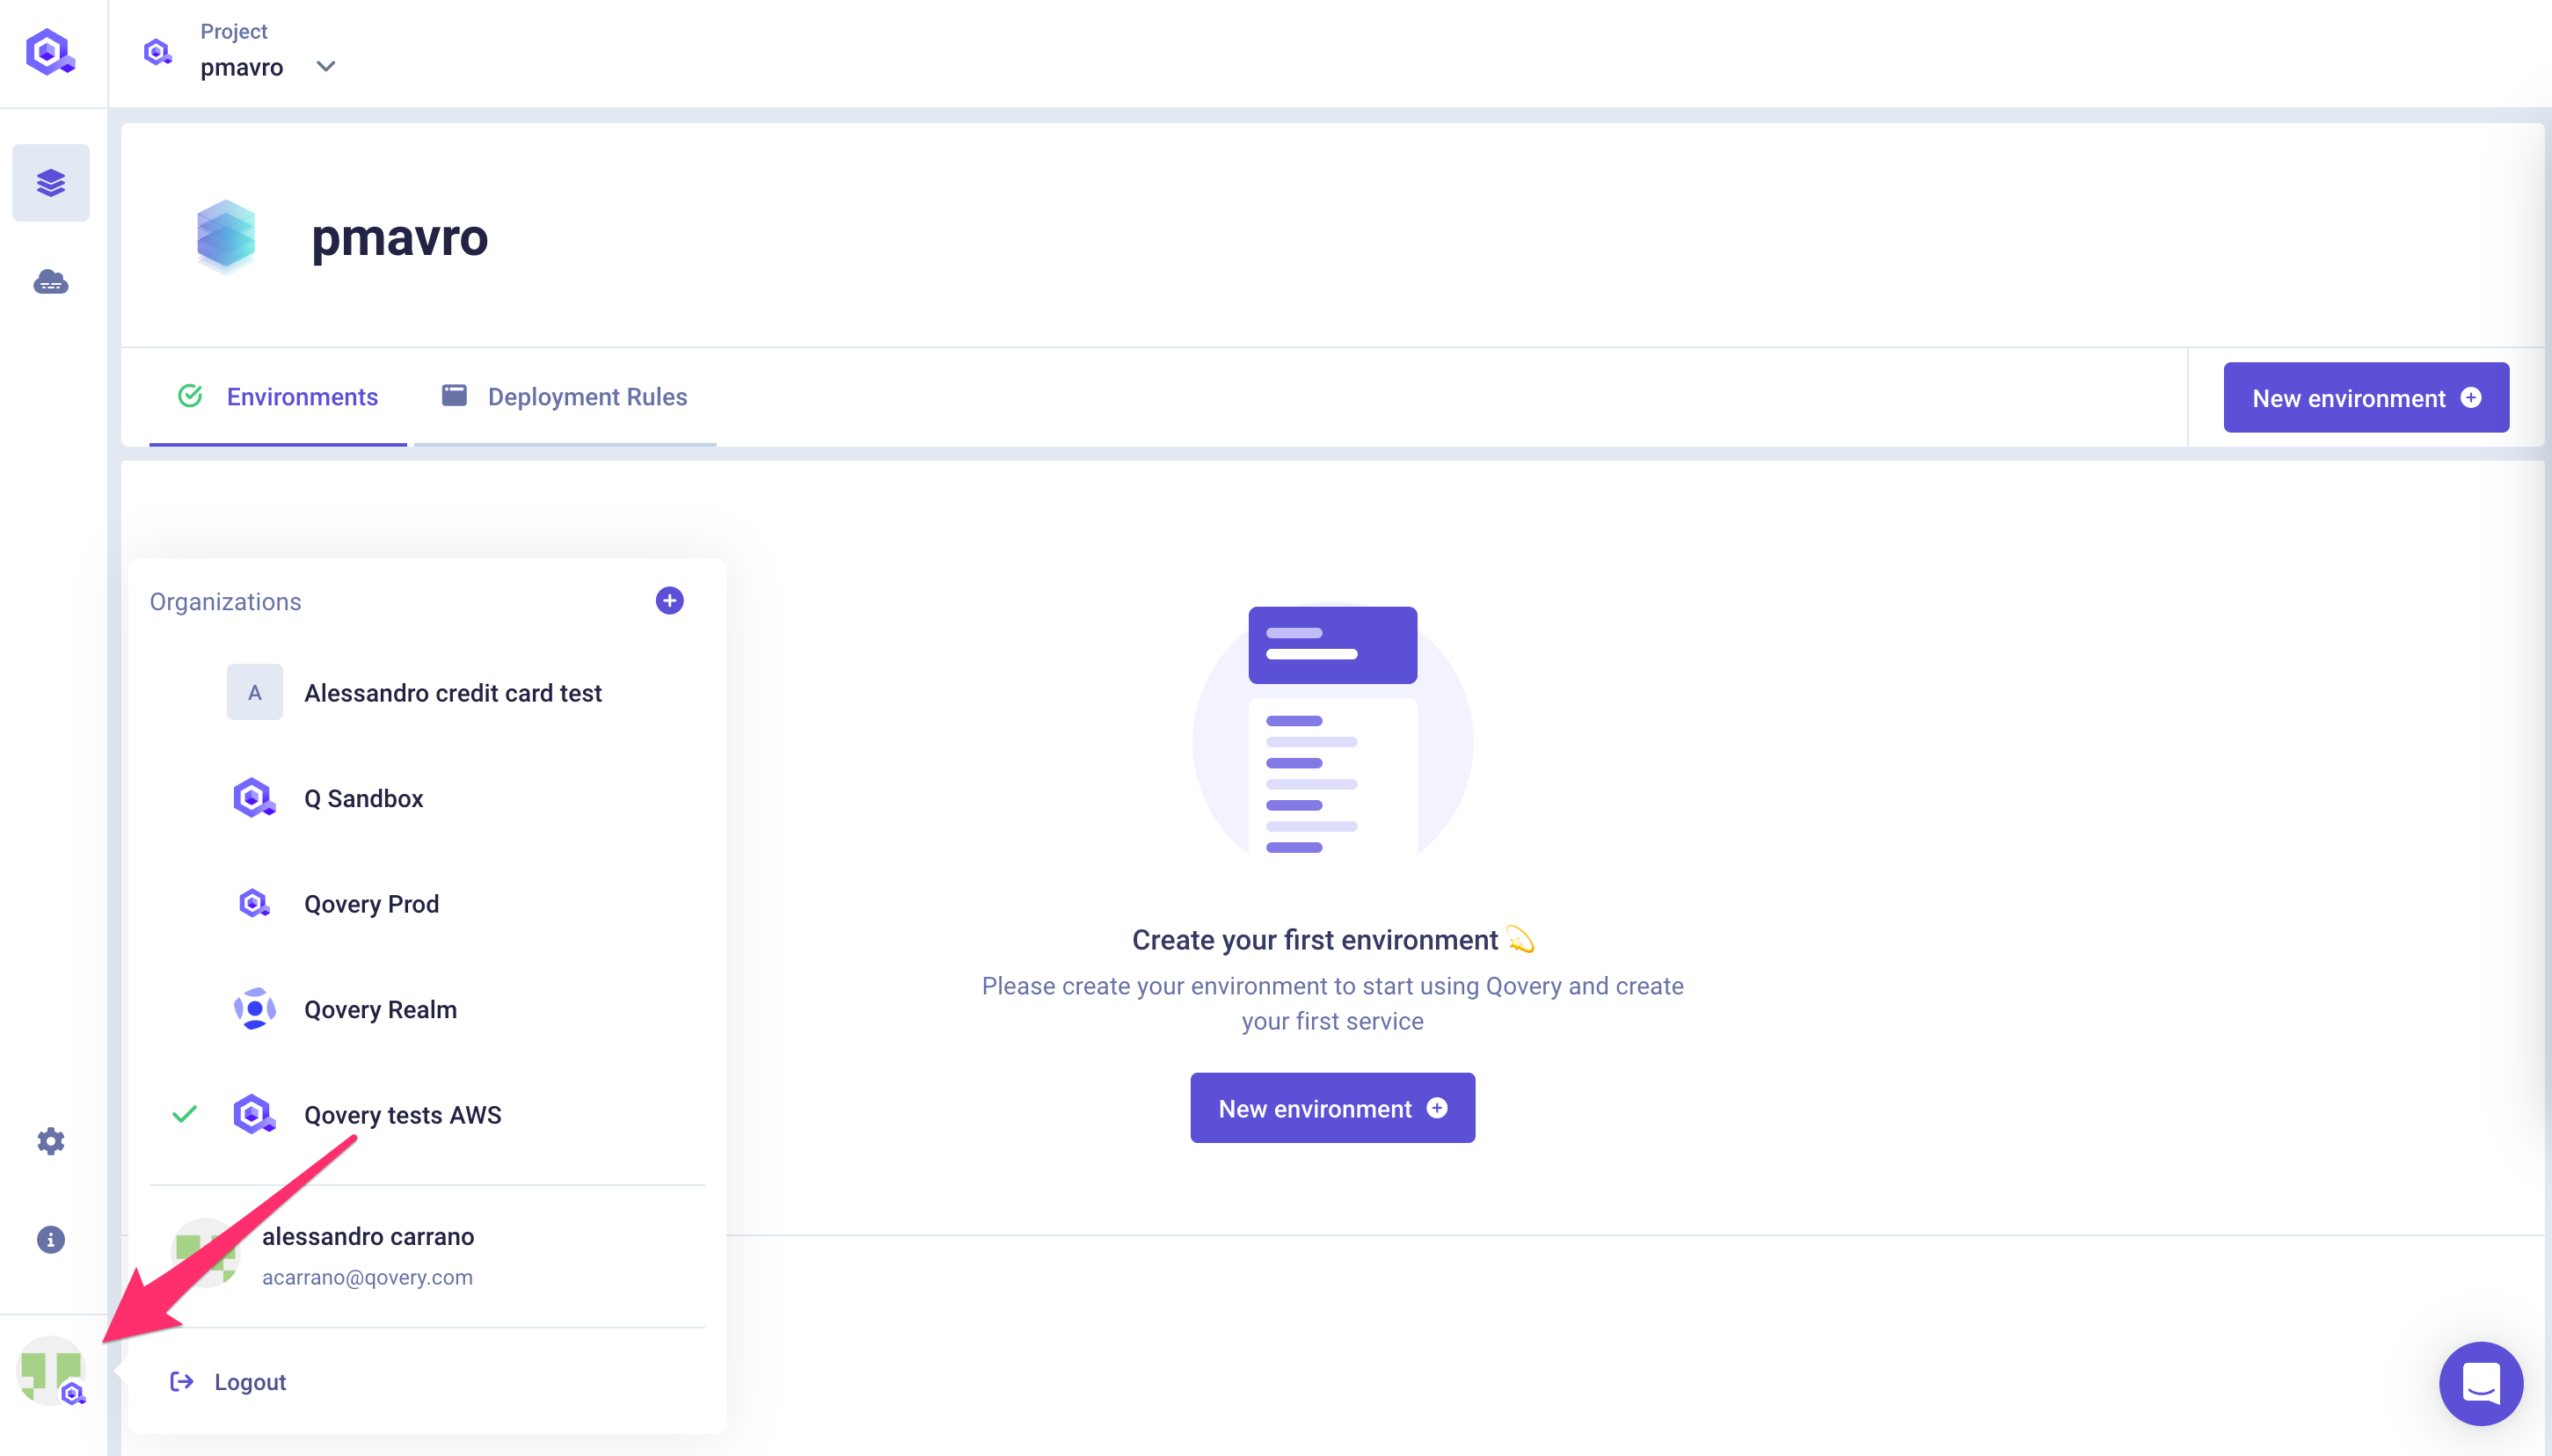 Project
pmavro
pmavro
Environments
Deployment Rules
New environment
Organizations
A
Alessandro credit card test
Q Sandbox
Qovery Prod
Qovery Realm
Qovery tests AWS
alessandro carrano
acarrano@qovery.com
Logout
Create your first environment 💫
Please create your environment to start using Qovery and create
your first service
New environment